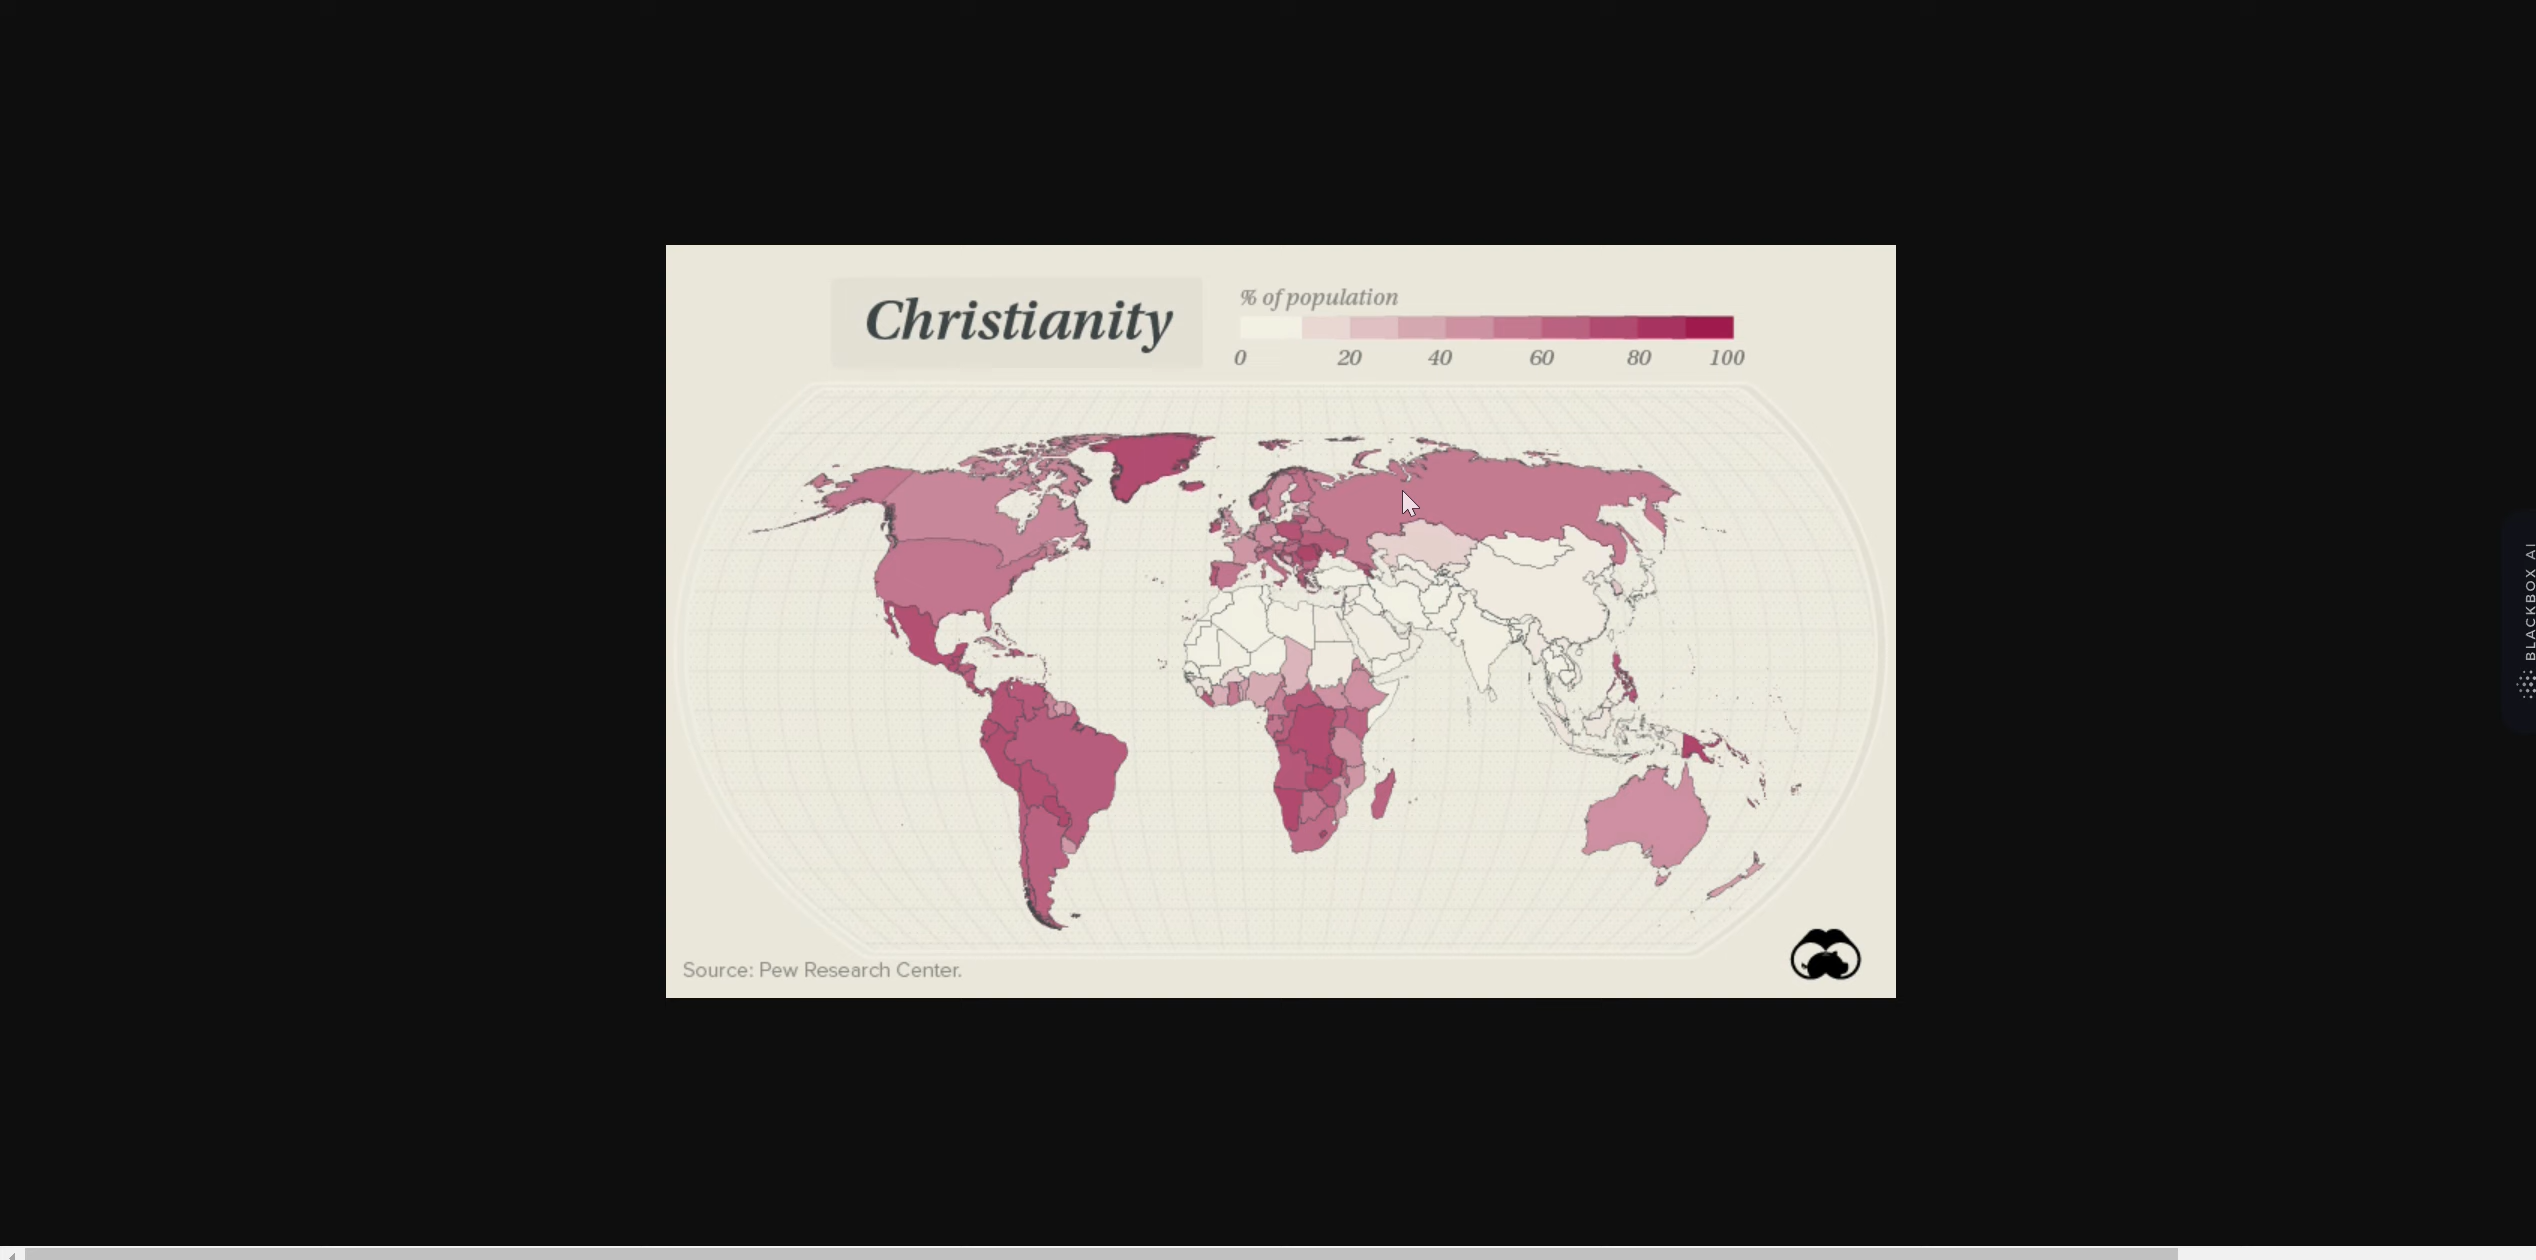 Christianity
% of population
0 20 40 60 80 100
Source: Pew Research Center.
BLACKBOX AI